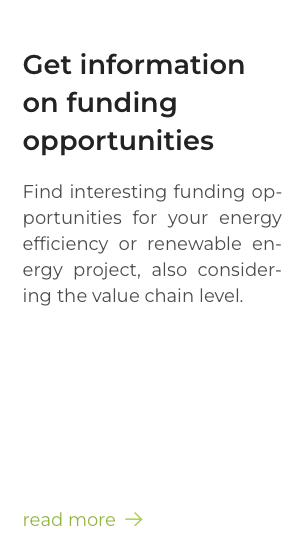 Get information
on funding
opportunities
Find interesting funding op-
portunities for your energy
efficiency or renewable en-
ergy project, also consider-
ing the value chain level.
read more →